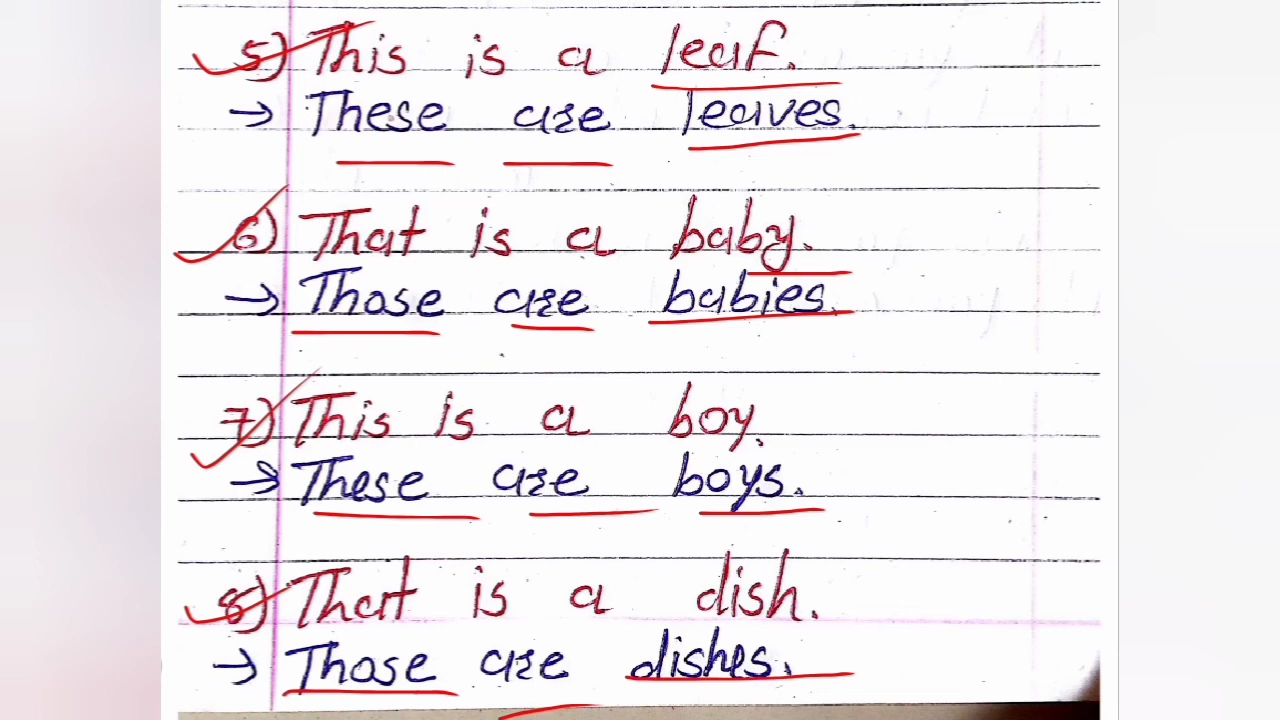 5) This is a leaf.
→ These are leaves.
6) That is a baby.
→ Those are babies.
7) This is a boy.
→ These are boys.
8) That is a dish.
→ Those are dishes.